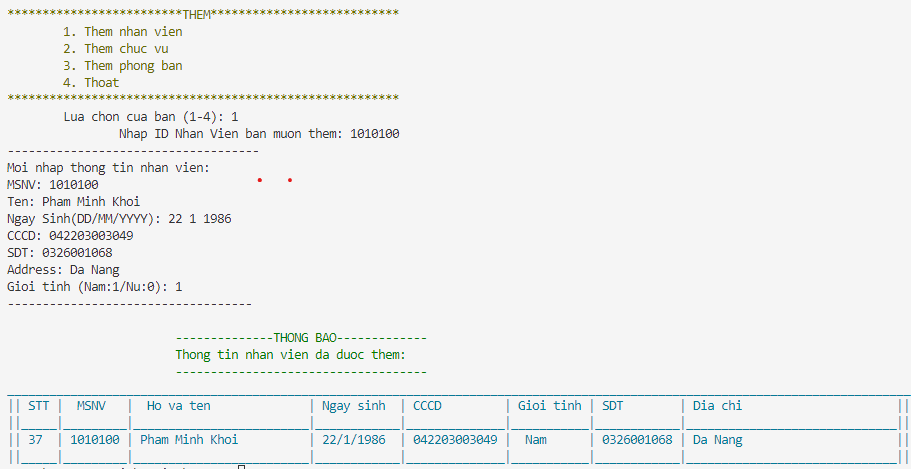 *************************THEM***************************
1. Them nhan vien
2. Them chuc vu
3. Them phong ban
4. Thoat
********************************************************
Lua chon cua ban (1-4): 1
Nhap ID Nhan Vien ban muon them: 1010100
------------------------------------
Moi nhap thong tin nhan vien:
MSNV: 1010100
Ten: Pham Minh Khoi
Ngay Sinh(DD/MM/YYYY): 22 1 1986
CCCD: 042203003049
SDT: 0326001068
Address: Da Nang
Gioi tinh (Nam:1/Nu:0): 1
-----------------------------------
--------------THONG BAO-------------
Thong tin nhan vien da duoc them:
------------------------------------
|| STT | MSNV | Ho va ten | Ngay sinh | CCCD | Gioi tinh | SDT | Dia chi ||
|| 37 | 1010100 | Pham Minh Khoi | 22/1/1986 | 042203003049 | Nam | 0326001068 | Da Nang ||